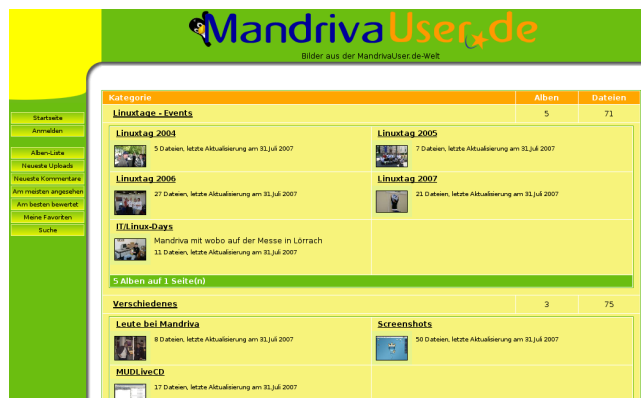 MandrivaUser.de
Bilder aus der MandrivaUser.de-Welt
Startseite
Anmelden
Alben-Liste
Neueste Uploads
Neueste Kommentare
Am meisten angesehen
Am besten bewertet
Meine Favoriten
Suche
Kategorie Alben Dateien
Linuxtage - Events 5 71
Linuxtag 2004 Linuxtag 2005
5 Dateien, letzte Aktualisierung am 31.Juli 2007 7 Dateien, letzte Aktualisierung am 31.Juli 2007
Linuxtag 2006 Linuxtag 2007
27 Dateien, letzte Aktualisierung am 31.Juli 2007 21 Dateien, letzte Aktualisierung am 31.Juli 2007
IT/Linux-Days
Mandriva mit wobo auf der Messe in Lörrach
11 Dateien, letzte Aktualisierung am 31.Juli 2007
5 Alben auf 1 Seite(n)
Verschiedenes 3 75
Leute bei Mandriva Screenshots
8 Dateien, letzte Aktualisierung am 31.Juli 2007 50 Dateien, letzte Aktualisierung am 31.Juli 2007
MUDLiveCD
17 Dateien, letzte Aktualisierung am 31.Juli 2007